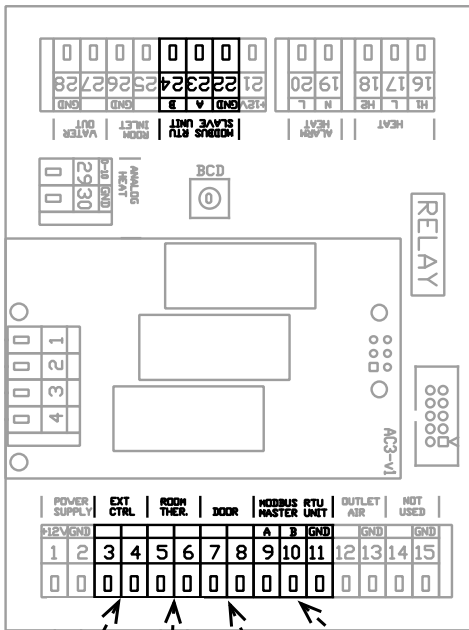 28 27 26 25 24 23 22 21 20 19 18 17 16
GND GND B A GND +12V L N H2 L H1
WATER OUT
ROOM INLET
MODBUS RTU
SLAVE UNIT
ALARM HEAT
HEAT
29 0-10
30 GND
ANALOG
HEAT
BCD
RELAY
1
2
3
4
AC3-v1
POWER SUPPLY
EXT CTRL
ROOM THER.
DOOR
MODBUS RTU
MASTER UNIT
OUTLET AIR
NOT USED
+12V GND A B GND GND GND
1 2 3 4 5 6 7 8 9 10 11 12 13 14 15